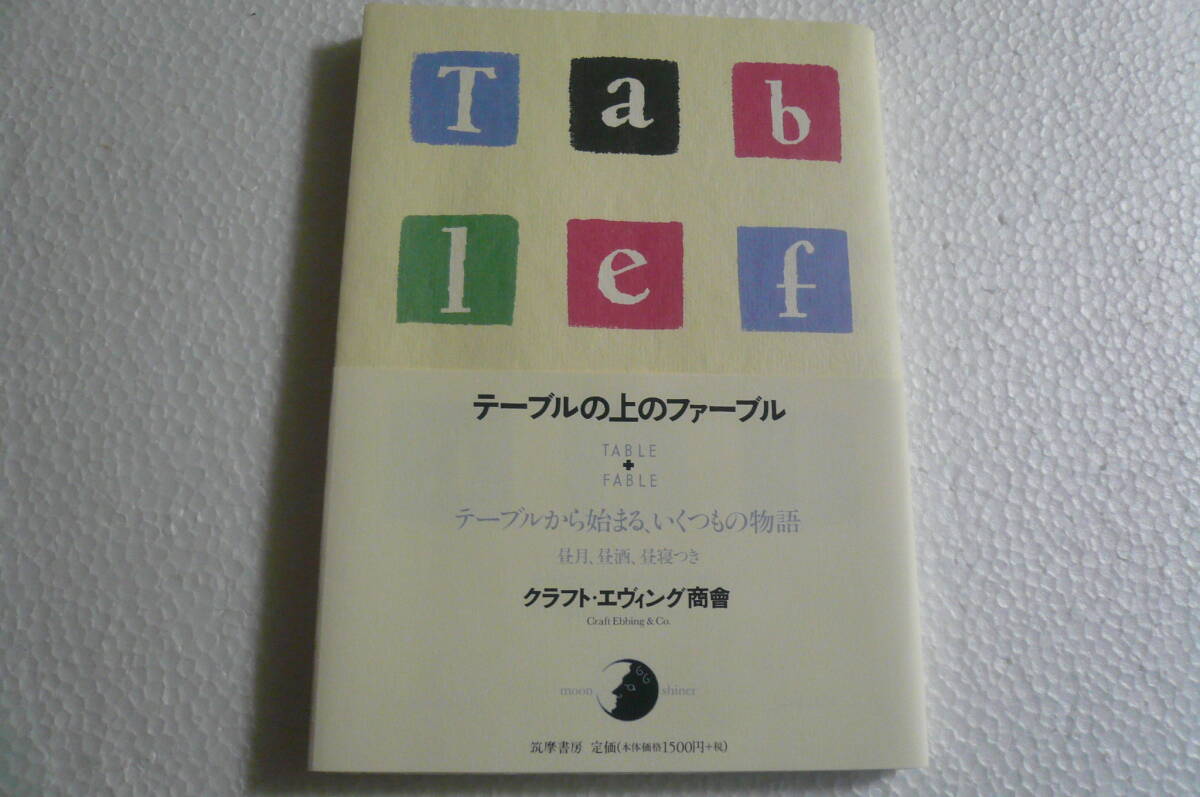 T a b
l e f
テーブルの上のファーブル
TABLE
+
FABLE
テーブルから始まる、いくつもの物語
昼月、昼酒、昼寝つき
クラフト・エヴィング商會
Craft Ebbing & Co.
moon shiner
筑摩書房 定価(本体価格1500円+税)